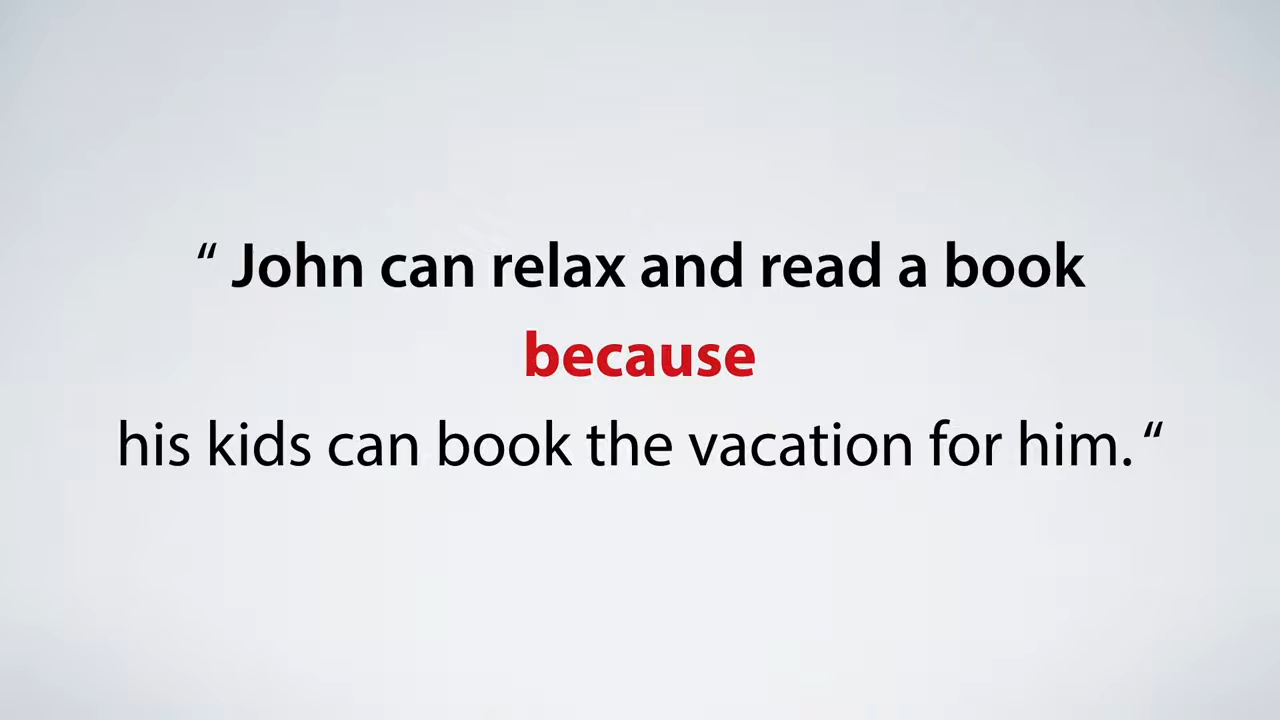 “ John can relax and read a book
because
his kids can book the vacation for him. “